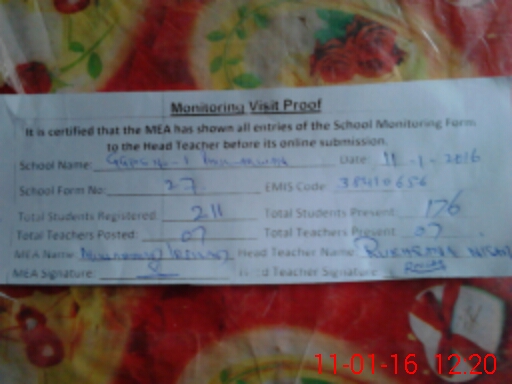 Monitoring Visit Proof
It is certified that the MEA has shown all entries of the School Monitoring Form
to the Head Teacher before its online submission.
School Name: Date: 11-1-2016
School Form No: 27 EMIS Code: 38410656
Total Students Registered: 211 Total Students Present: 176
Total Teachers Posted: 07 Total Teachers Present: 07
MEA Name: Head Teacher Name:
MEA Signature: Head Teacher Signature:
11-01-16 12.20